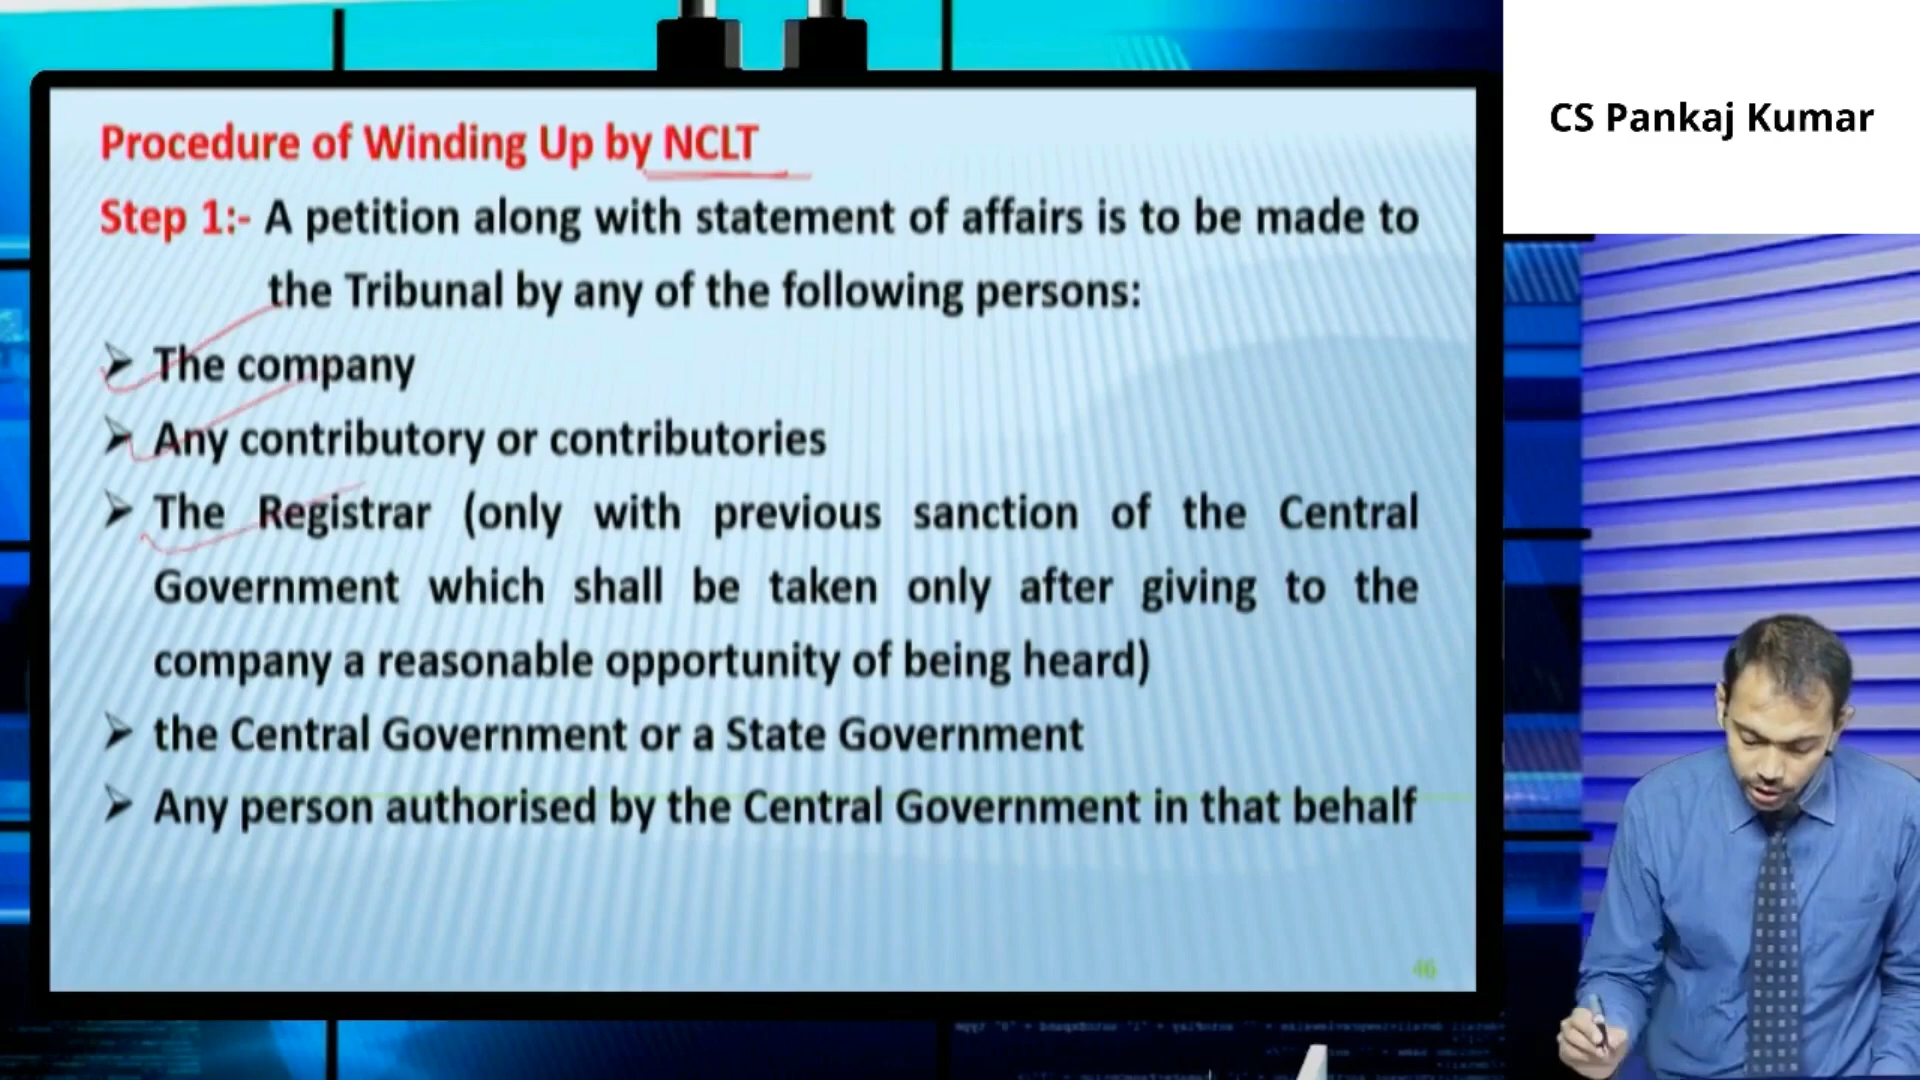 Procedure of Winding Up by NCLT
Step 1:- A petition along with statement of affairs is to be made to
the Tribunal by any of the following persons:
➢ The company
➢ Any contributory or contributories
➢ The Registrar (only with previous sanction of the Central
Government which shall be taken only after giving to the
company a reasonable opportunity of being heard)
➢ the Central Government or a State Government
➢ Any person authorised by the Central Government in that behalf
46
CS Pankaj Kumar